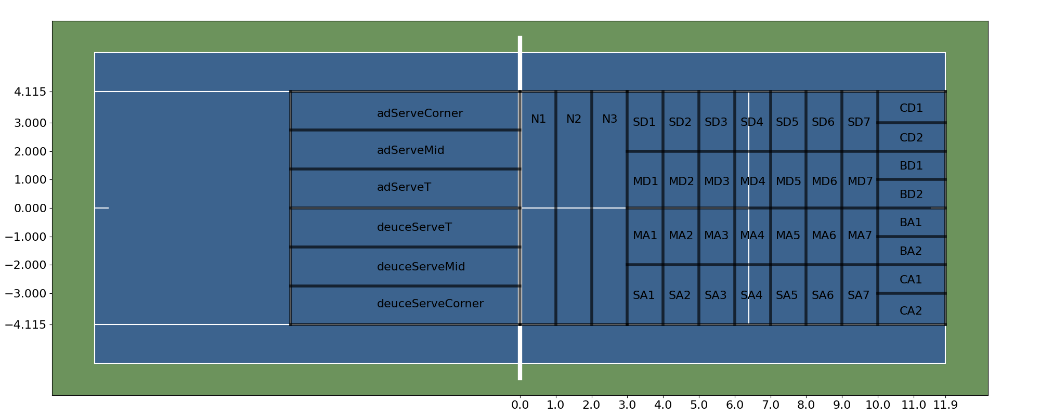 4.115
3.000
2.000
1.000
0.000
−1.000
−2.000
−3.000
−4.115
adServeCorner
adServeMid
adServeT
deuceServeT
deuceServeMid
deuceServeCorner
N1 N2 N3 SD1 SD2 SD3 SD4 SD5 SD6 SD7 CD1
CD2
MD1 MD2 MD3 MD4 MD5 MD6 MD7 BD1
BD2
MA1 MA2 MA3 MA4 MA5 MA6 MA7 BA1
BA2
SA1 SA2 SA3 SA4 SA5 SA6 SA7 CA1
CA2
0.0 1.0 2.0 3.0 4.0 5.0 6.0 7.0 8.0 9.0 10.0 11.0 11.9